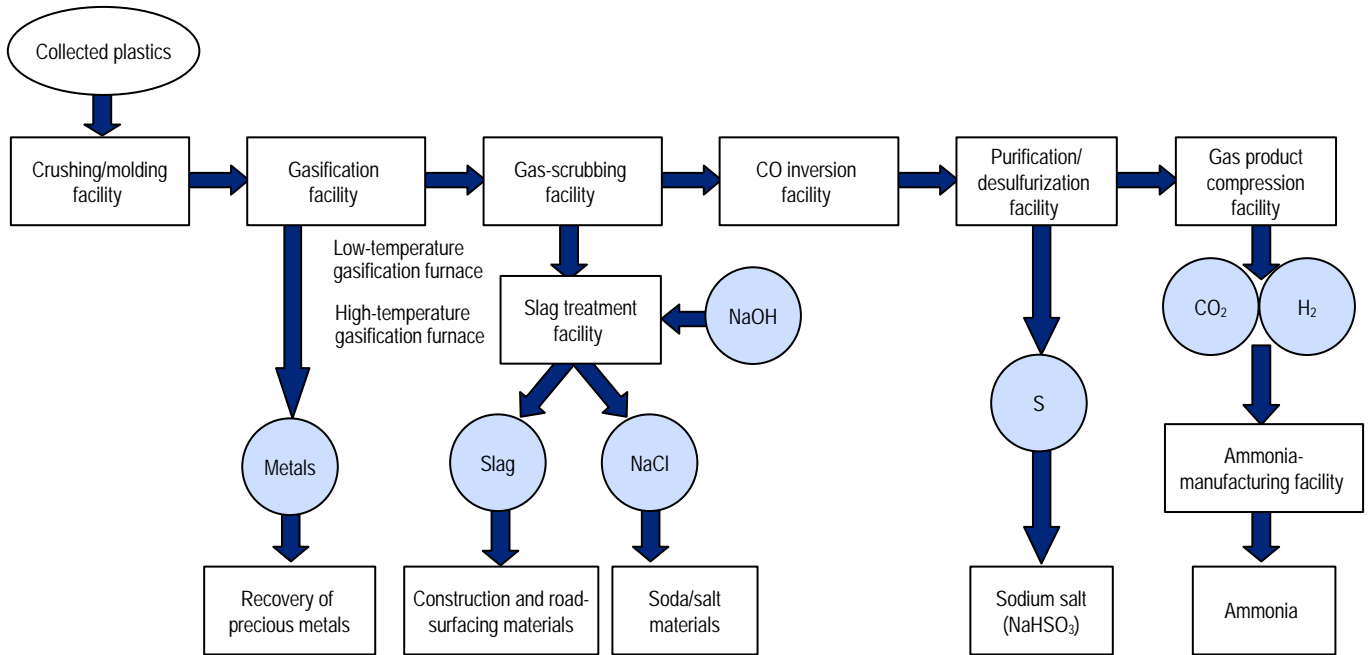 Collected plastics
Crushing/molding
facility
Gasification
facility
Gas-scrubbing
facility
CO inversion
facility
Purification/
desulfurization
facility
Gas product
compression
facility
Low-temperature
gasification furnace
High-temperature
gasification furnace
Slag treatment
facility
NaOH
CO₂
H₂
S
Metals
Slag
NaCl
Ammonia-
manufacturing facility
Recovery of
precious metals
Construction and road-
surfacing materials
Soda/salt
materials
Sodium salt
(NaHSO₃)
Ammonia